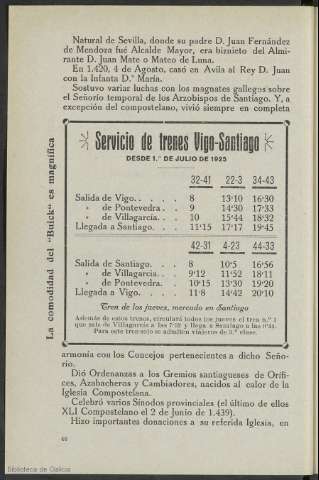 Natural de Sevilla, donde su padre D. Juan Fernández
de Mendoza fué Alcalde Mayor, era biznieto del Almi-
rante D. Juan Mate o Mateo de Luna.
En 1.420, 4 de Agosto, casó en Avila al Rey D. Juan
con la Infanta D.ª María.
Sostuvo variar luchas con los magnates gallegos sobre
el Señorio temporal de los Arzobispos de Santiago. Y, a
excepción del compostelano, vivió siempre en completa
La comodidad del "Buick" es magnifica
Servicio de trenes Vigo-Santiago
DESDE 1.º DE JULIO DE 1925
32-41 22-3 34-43
Salida de Vigo. . . . 8 13'10 16'30
» de Pontevedra. . 9 14'30 17'33
» de Villagarcía. . 10 15'44 18'32
Llegada a Santiago. . . 11'15 17'17 19'45
42-31 4-23 44-33
Salida de Santiago. . . 8 10'5 16'56
» de Villagarcía. . 9'12 11'52 18'11
» de Pontevedra. . 10'15 13'30 19'20
Llegada a Vigo. . . . 11'8 14'42 20'10
Tren de los jueves, mercado en Santiago
Además de estos trenes, circulará todos los jueves el tren n.º 1
que sale de Villagarcía a las 7'10 y llega a Santiago a las
Para este tren solo se admiten viajeros de 3.ª clase.
armonía con los Concejos pertenecientes a dicho Seño-
rio.
Dió Ordenanzas a los Gremios santiagueses de Orífi-
ces, Azabacheros y Cambiadores, nacidos al calor de la
Iglesia Compostelana.
Celebró varios Sínodos provinciales (el último de ellos
XLI Compostelano el 2 de Junio de 1.439).
Hizo importantes donaciones a su referida Iglesia, en
Biblioteca de Galicia